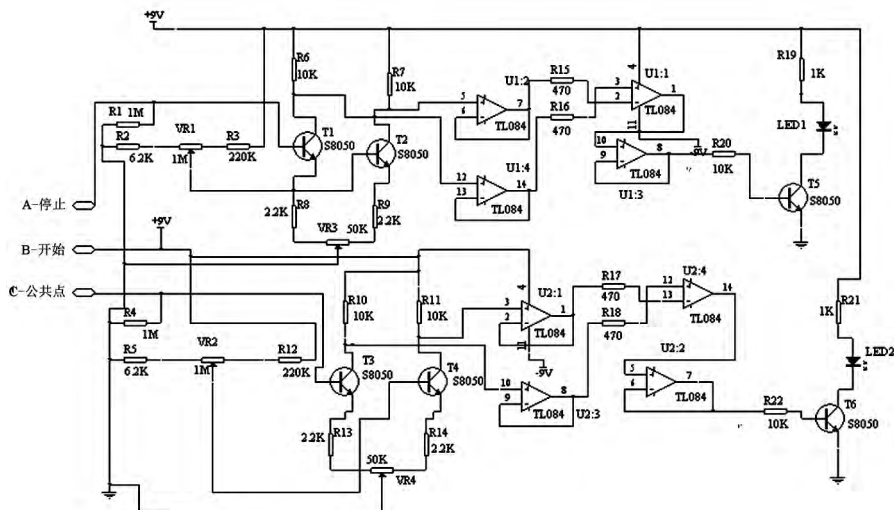 +9V
R6
10K
R7
10K
R1 1M
R2
6.2K
VR1
1M
R3
220K
T1
S8050
T2
S8050
R8
2.2K
R9
2.2K
VR3
50K
5
6
7
U1:2
TL084
12
13
14
TL084
U1:4
R15
470
R16
470
U1:1
4
3
2
1
11
TL084
-9V
10
9
8
TL084
U1:3
R20
10K
R19
1K
LED1
T5
S8050
A-停止
+9V
B-开始
C-公共点
R4
1M
R5
6.2K
VR2
1M
R12
220K
R10
10K
R11
10K
T3
S8050
T4
S8050
2.2K
R13
R14
2.2K
50K
VR4
U2:1
4
3
2
1
11
TL084
-9V
10
9
8
TL084
U2:3
R17
470
R18
470
U2:4
12
13
14
TL084
U2:2
5
6
7
TL084
R22
10K
R21
1K
LED2
T6
S8050